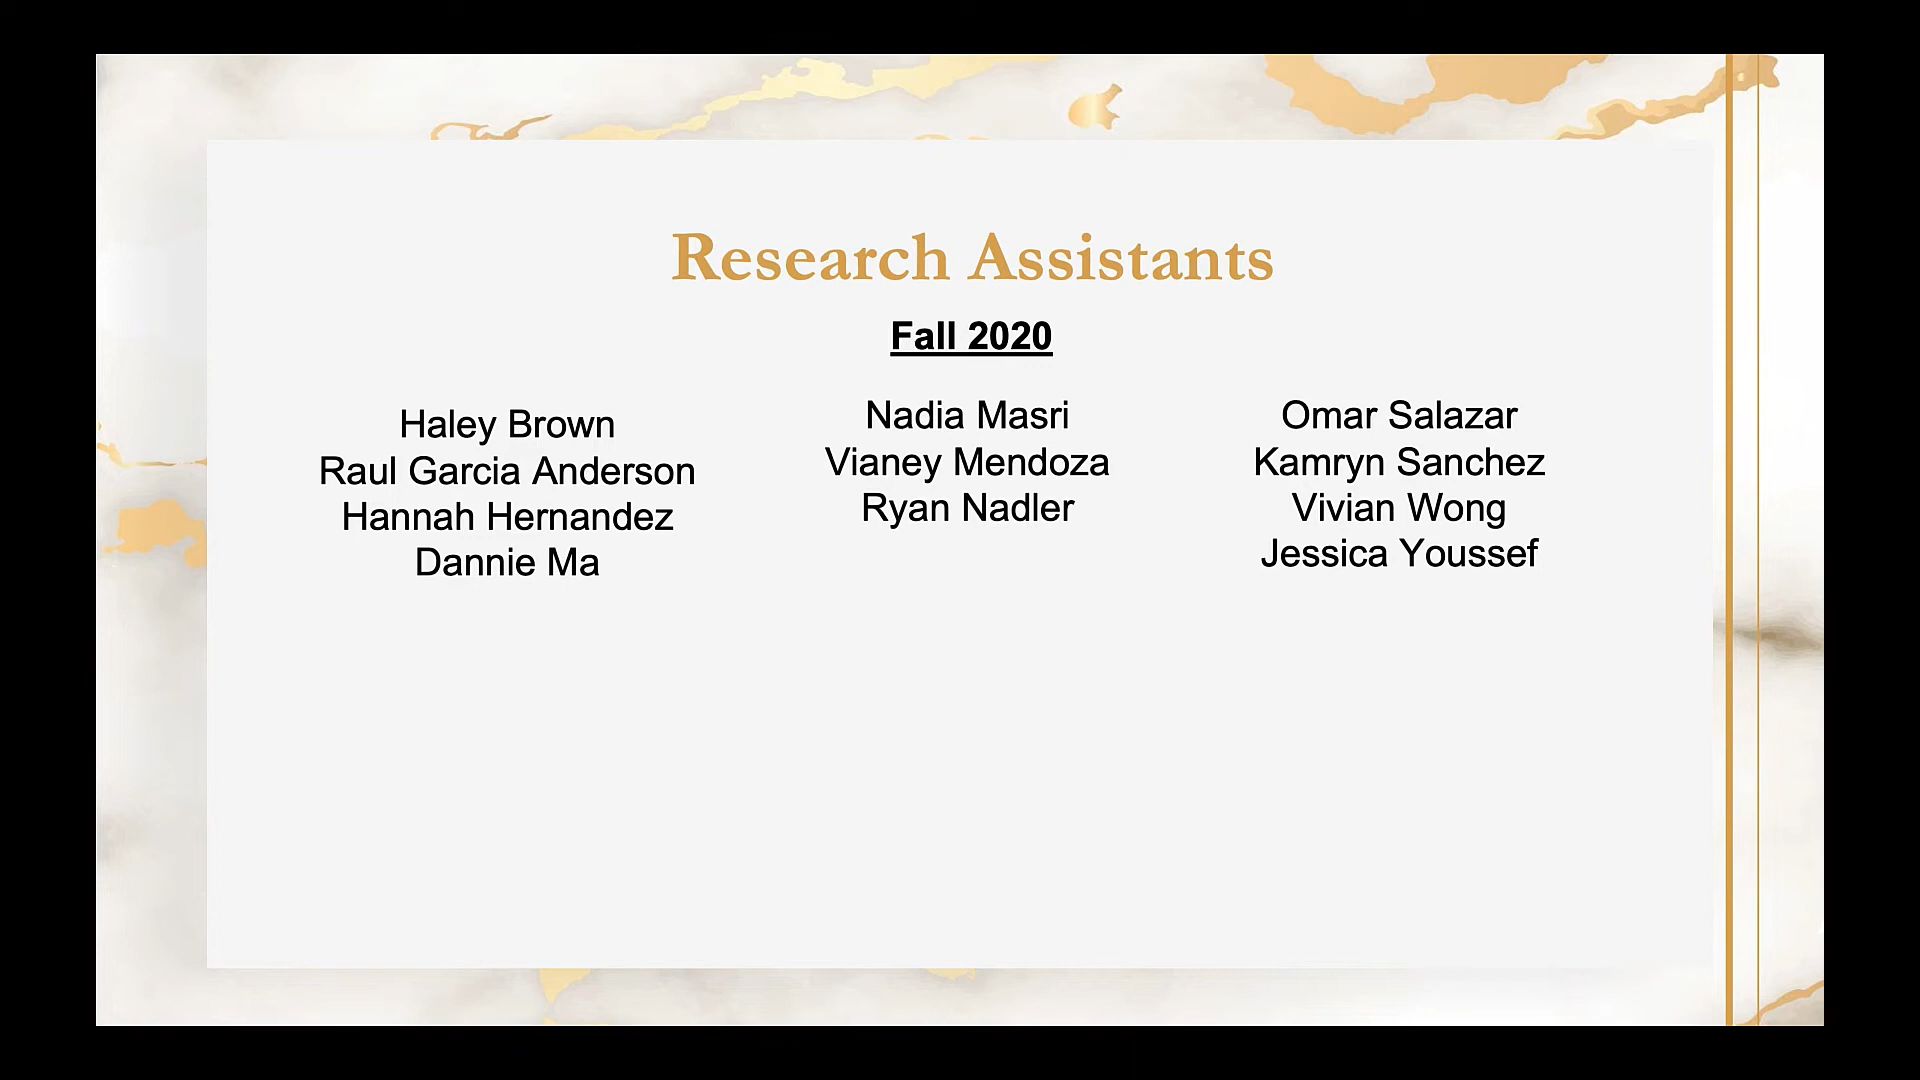 Research Assistants
Fall 2020
Haley Brown
Raul Garcia Anderson
Hannah Hernandez
Dannie Ma
Nadia Masri
Vianey Mendoza
Ryan Nadler
Omar Salazar
Kamryn Sanchez
Vivian Wong
Jessica Youssef